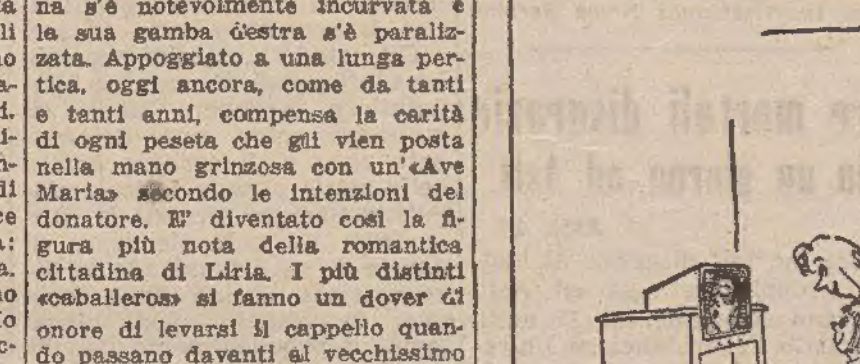 na s'è notevolmente incurvata e
la sua gamba destra s'è paraliz-
zata. Appoggiato a una lunga per-
tica, oggi ancora, come da tanti
e tanti anni, compensa la carità
di ogni peseta che gli vien posta
nella mano grinzosa con un'«Ave
Maria» secondo le intenzioni del
donatore. E' diventato così la fi-
gura più nota della romantica
cittadina di Liria. I più distinti
«caballeros» si fanno un dover di
onore di levarsi il cappello quan-
do passano davanti al vecchissimo